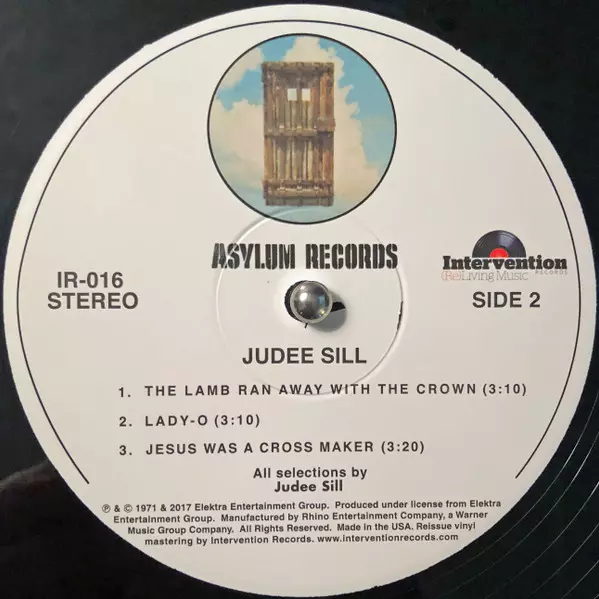 ASYLUM RECORDS
IR-016
STEREO
Intervention
RECORDS
(Re)Living Music
SIDE 2
JUDEE SILL
1. THE LAMB RAN AWAY WITH THE CROWN (3:10)
2. LADY-O (3:10)
3. JESUS WAS A CROSS MAKER (3:20)
All selections by
Judee Sill
℗ & © 1971 & 2017 Elektra Entertainment Group. Produced under license from Elektra
Entertainment Group. Manufactured by Rhino Entertainment Company, a Warner
Music Group Company. All Rights Reserved. Made in the USA. Reissue vinyl
mastering by Intervention Records. www.interventionrecords.com